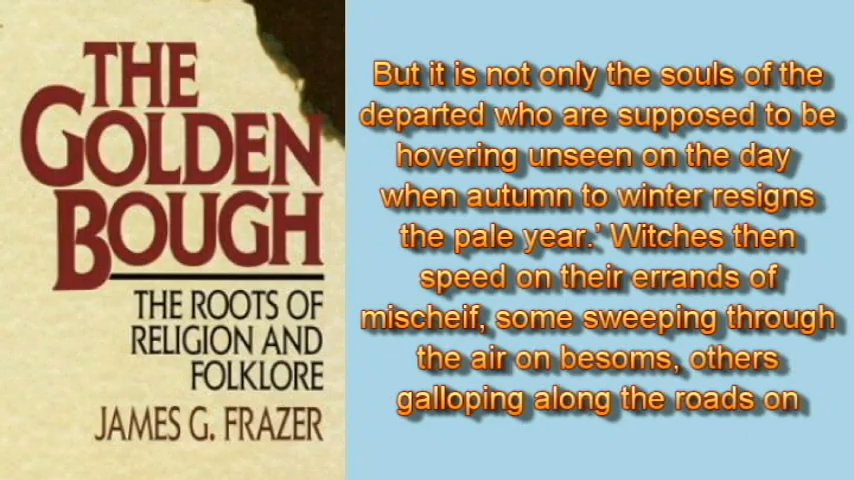 THE
GOLDEN
BOUGH
THE ROOTS OF
RELIGION AND
FOLKLORE
JAMES G. FRAZER
But it is not only the souls of the
departed who are supposed to be
hovering unseen on the day
when autumn to winter resigns
the pale year.’ Witches then
speed on their errands of
mischeif, some sweeping through
the air on besoms, others
galloping along the roads on